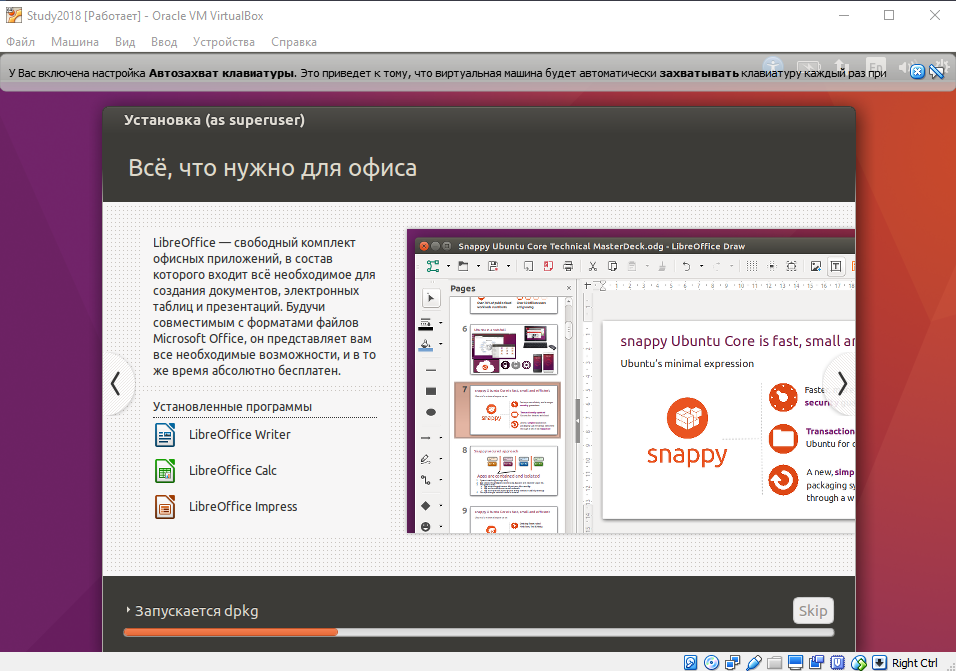 Study2018 [Работает] - Oracle VM VirtualBox
Файл Машина Вид Ввод Устройства Справка
У Вас включена настройка Автозахват клавиатуры. Это приведет к тому, что виртуальная машина будет автоматически захватывать клавиатуру каждый раз при
Установка (as superuser)
Всё, что нужно для офиса
LibreOffice — свободный комплект
офисных приложений, в состав
которого входит всё необходимое для
создания документов, электронных
таблиц и презентаций. Будучи
совместимым с форматами файлов
Microsoft Office, он представляет вам
все необходимые возможности, и в то
же время абсолютно бесплатен.
Установленные программы
LibreOffice Writer
LibreOffice Calc
LibreOffice Impress
Snappy Ubuntu Core Technical MasterDeck.odg - LibreOffice Draw
Pages
6
7
8
9
snappy Ubuntu Core is fast, small an
Ubuntu's minimal expression
snappy
Faste
secur
Transaction
Ubuntu for
A new, simp
packaging sy
through a w
Запускается dpkg
Skip
Right Ctrl